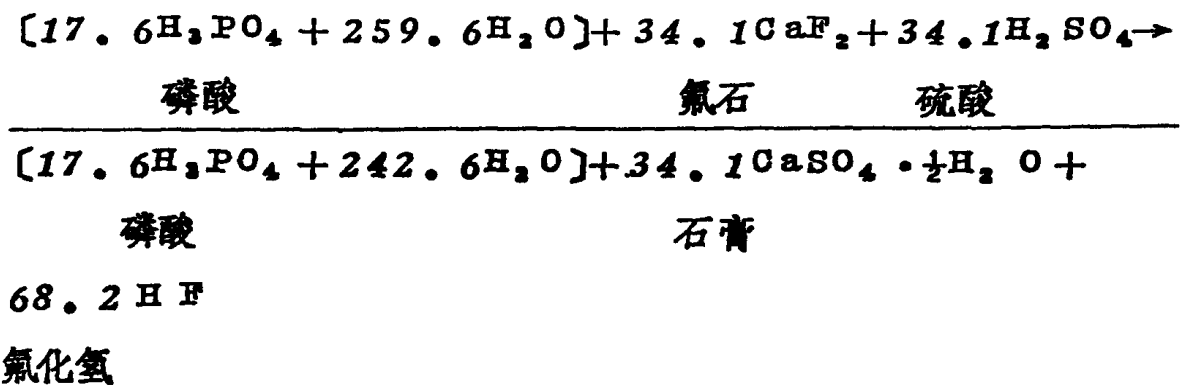 〔17. 6H₃PO₄ + 259. 6H₂O〕+ 34. 1CaF₂ + 34.1H₂SO₄→
磷酸 氟石 硫酸
〔17. 6H₃PO₄ + 242. 6H₂O〕+ 34. 1CaSO₄ · ½H₂O +
磷酸 石膏
68. 2HF
氟化氢